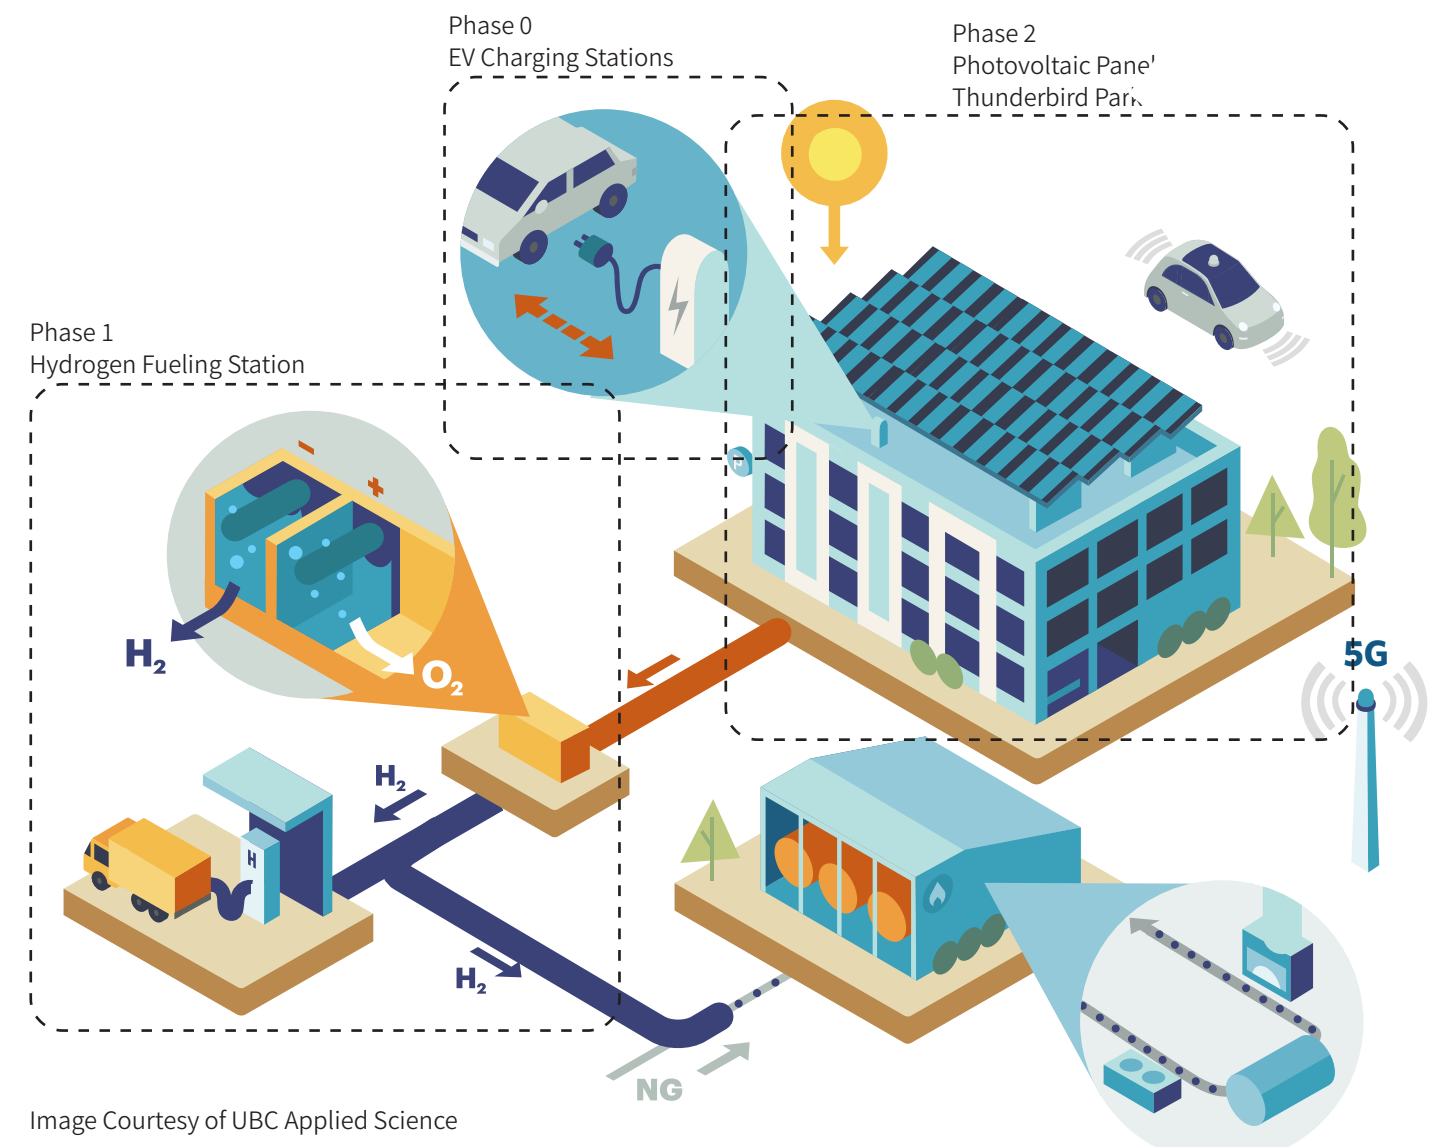 Phase 0
EV Charging Stations
Phase 2
Photovoltaic Pane
Thunderbird Park
Phase 1
Hydrogen Fueling Station
-
+
H₂
O₂
P
5G
H₂
H
H₂
NG
Image Courtesy of UBC Applied Science